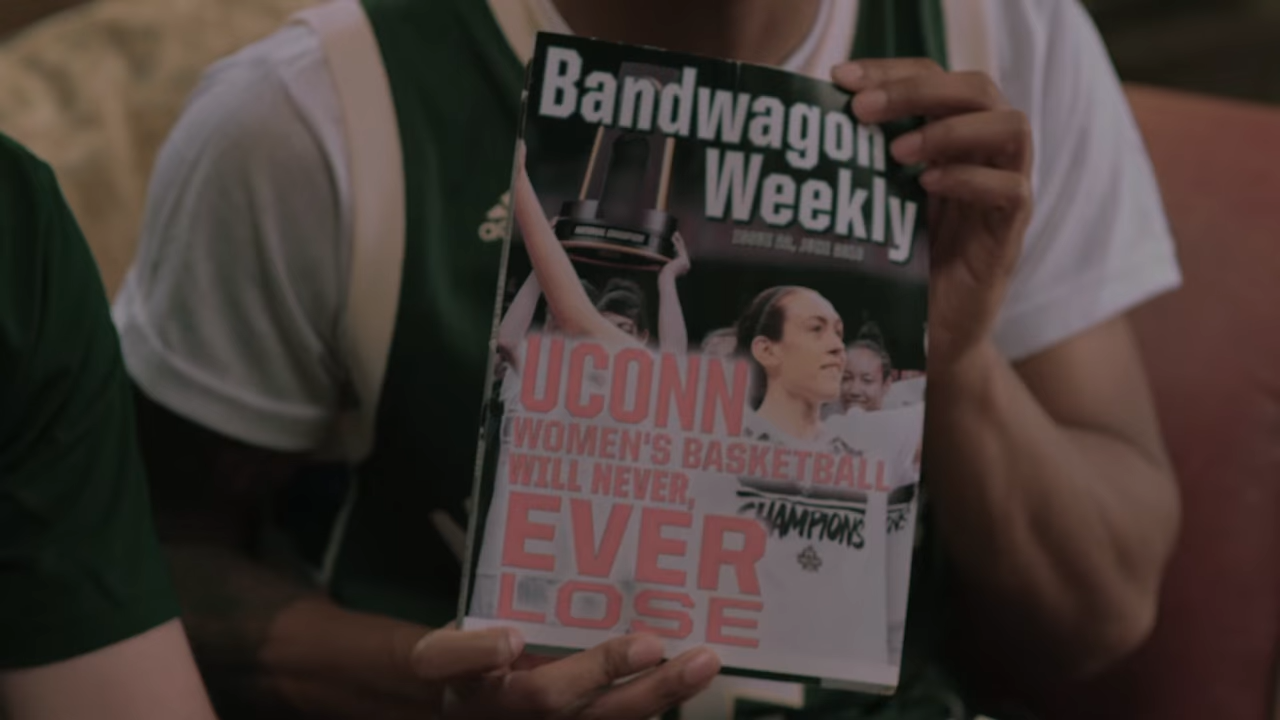 Bandwagon
Weekly
UCONN
WOMEN'S BASKETBALL
WILL NEVER,
EVER
LOSE
CHAMPIONS